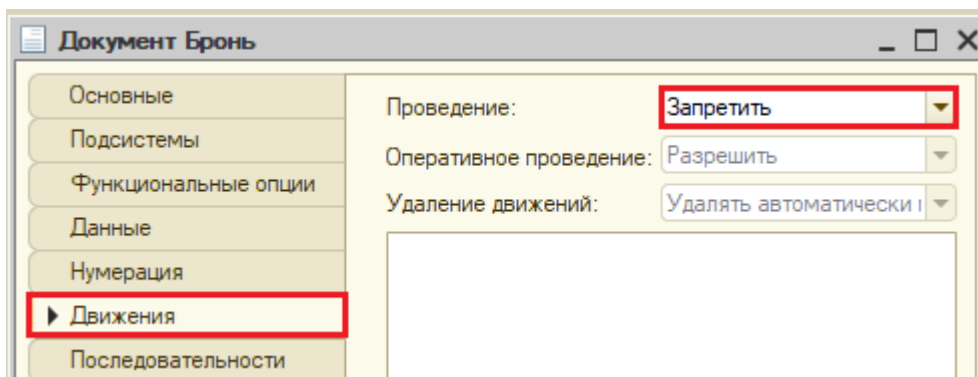 Документ Бронь
Основные
Подсистемы
Функциональные опции
Данные
Нумерация
Движения
Последовательности
Проведение: Запретить
Оперативное проведение: Разрешить
Удаление движений: Удалять автоматически